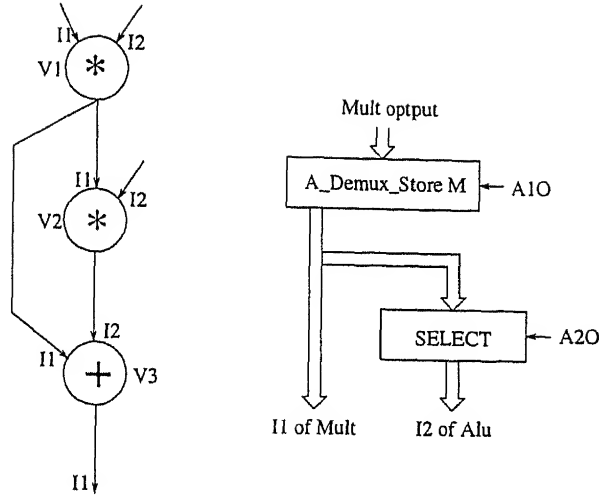 I1
I2
V1
*
I1
I2
V2
*
I2
I1
+
V3
I1
Mult optput
A_Demux_Store M
A1O
SELECT
A2O
I1 of Mult
I2 of Alu